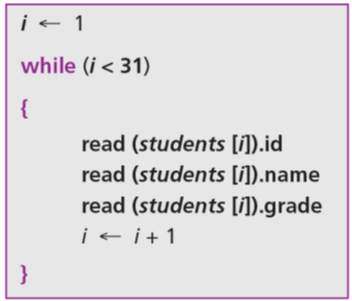 i ← 1
while (i < 31)
{
read (students [i]).id
read (students [i]).name
read (students [i]).grade
i ← i + 1
}